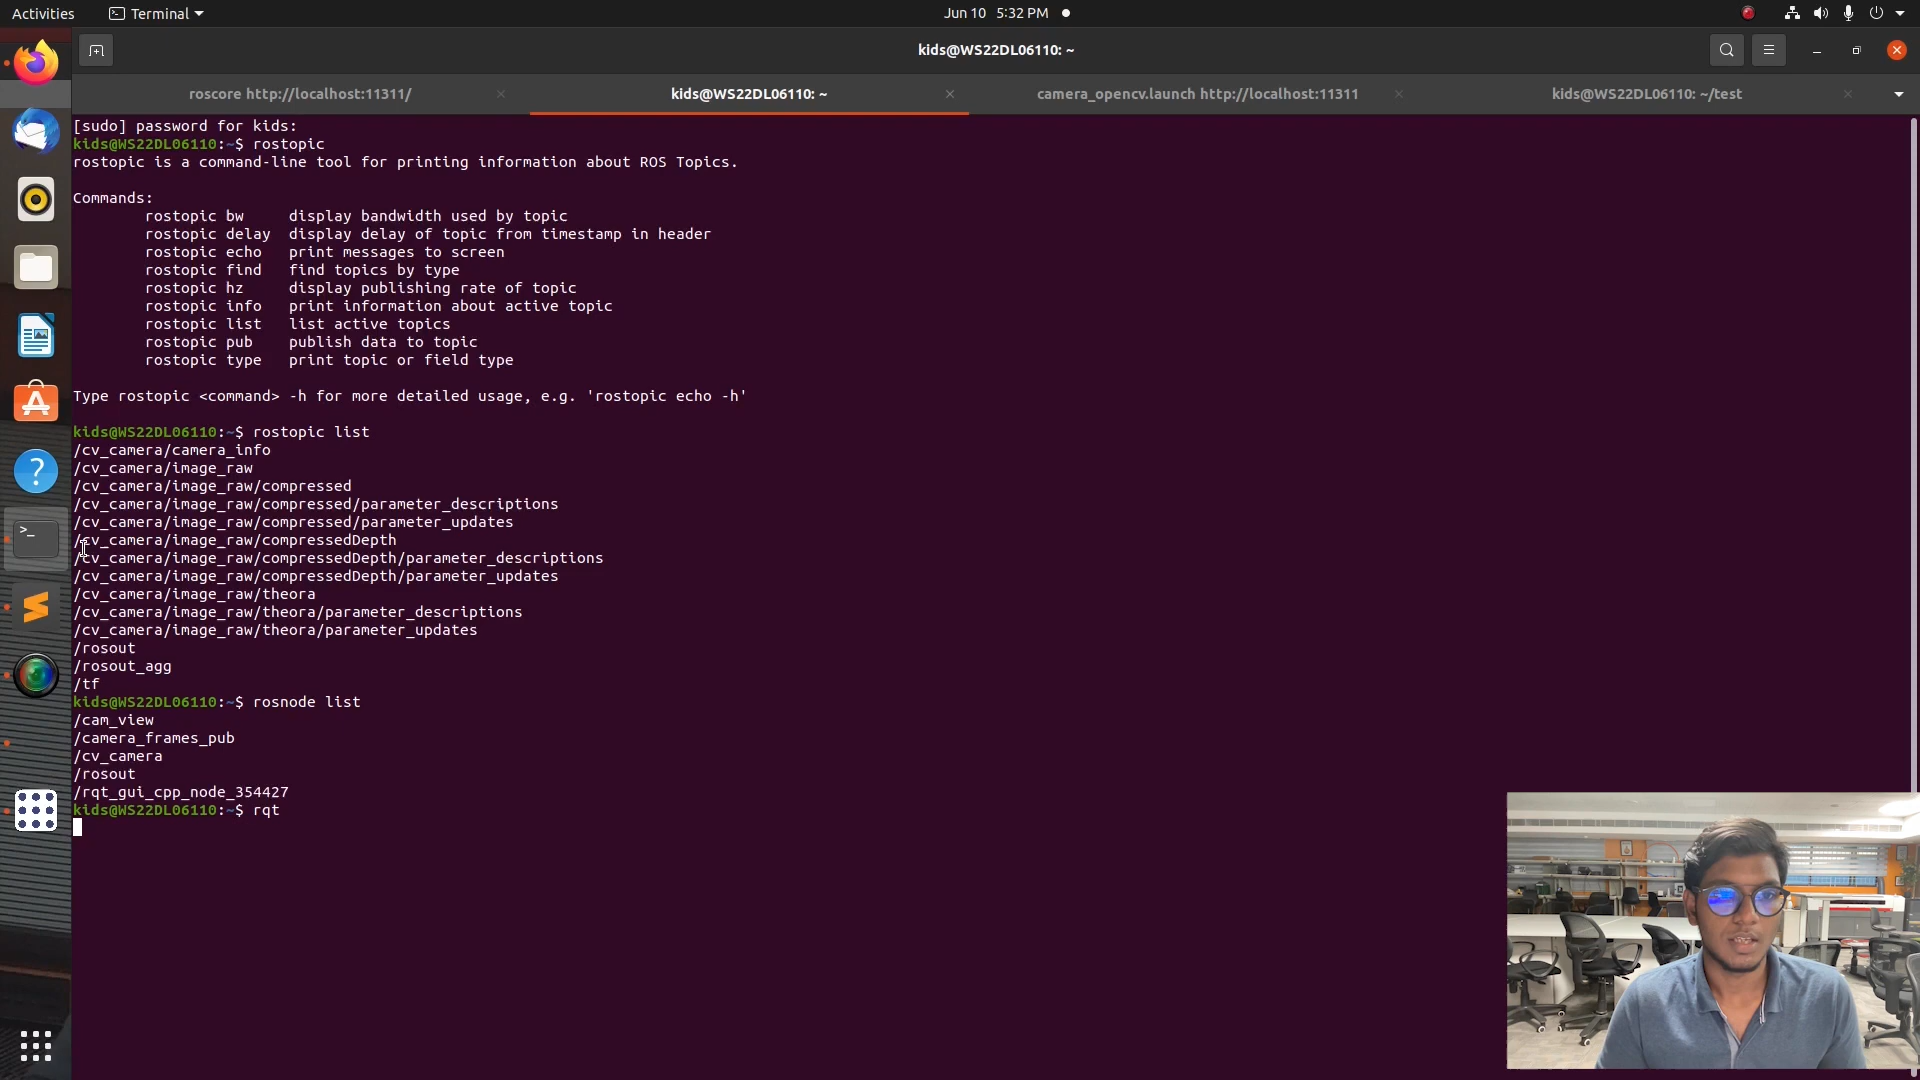 Activities
Terminal
Jun 10 5:32 PM
kids@WS22DL06110: ~
roscore http://localhost:11311/
kids@WS22DL06110: ~
camera_opencv.launch http://localhost:11311
kids@WS22DL06110: ~/test
[sudo] password for kids:
kids@WS22DL06110:~$ rostopic
rostopic is a command-line tool for printing information about ROS Topics.
Commands:
rostopic bw display bandwidth used by topic
rostopic delay display delay of topic from timestamp in header
rostopic echo print messages to screen
rostopic find find topics by type
rostopic hz display publishing rate of topic
rostopic info print information about active topic
rostopic list list active topics
rostopic pub publish data to topic
rostopic type print topic or field type
Type rostopic <command> -h for more detailed usage, e.g. 'rostopic echo -h'
kids@WS22DL06110:~$ rostopic list
/cv_camera/camera_info
/cv_camera/image_raw
/cv_camera/image_raw/compressed
/cv_camera/image_raw/compressed/parameter_descriptions
/cv_camera/image_raw/compressed/parameter_updates
/cv_camera/image_raw/compressedDepth
/cv_camera/image_raw/compressedDepth/parameter_descriptions
/cv_camera/image_raw/compressedDepth/parameter_updates
/cv_camera/image_raw/theora
/cv_camera/image_raw/theora/parameter_descriptions
/cv_camera/image_raw/theora/parameter_updates
/rosout
/rosout_agg
/tf
kids@WS22DL06110:~$ rosnode list
/cam_view
/camera_frames_pub
/cv_camera
/rosout
/rqt_gui_cpp_node_354427
kids@WS22DL06110:~$ rqt